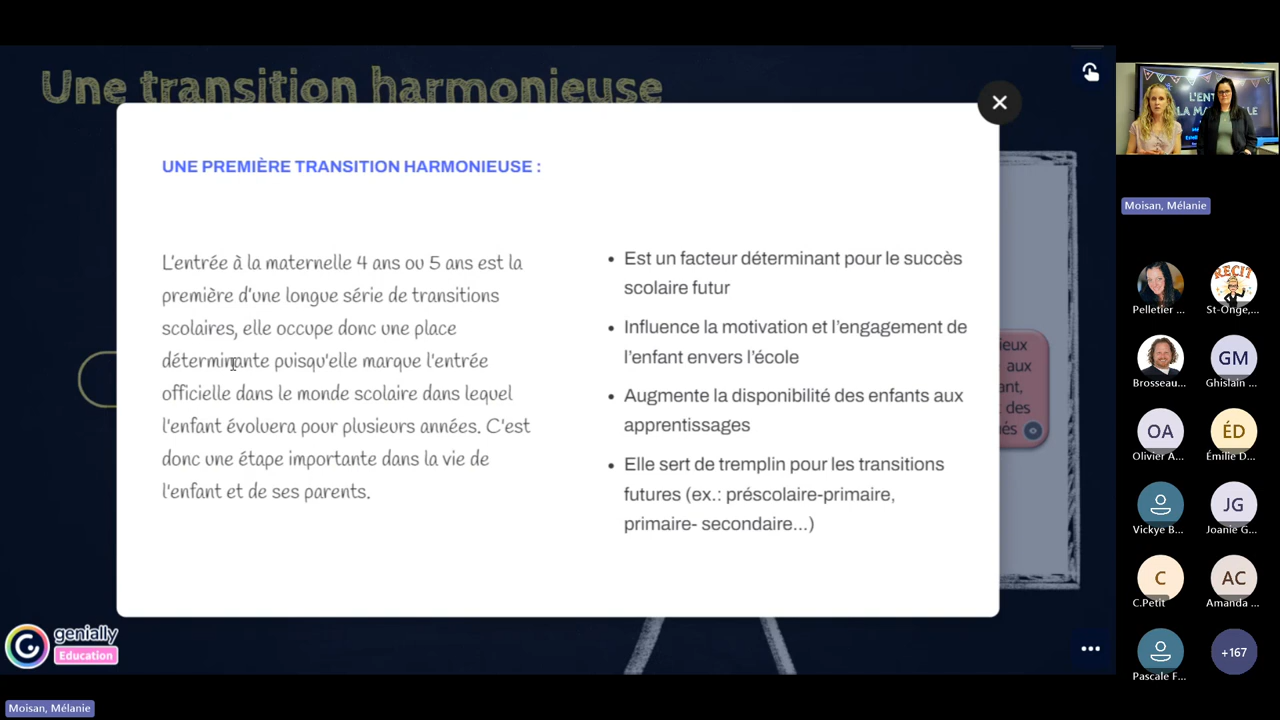 Une transition harmonieuse
UNE PREMIÈRE TRANSITION HARMONIEUSE :
L'entrée à la maternelle 4 ans ou 5 ans est la
première d'une longue série de transitions
scolaires, elle occupe donc une place
déterminante puisqu'elle marque l'entrée
officielle dans le monde scolaire dans lequel
l'enfant évoluera pour plusieurs années. C'est
donc une étape importante dans la vie de
l'enfant et de ses parents.
• Est un facteur déterminant pour le succès
scolaire futur
• Influence la motivation et l'engagement de
l'enfant envers l'école
• Augmente la disponibilité des enfants aux
apprentissages
• Elle sert de tremplin pour les transitions
futures (ex.: préscolaire-primaire,
primaire- secondaire...)
aux
des
genially
Education
Moisan, Mélanie
L'ENT
Moisan, Mélanie
Pelletier ...
RÉCIT
St-Onge,...
Brosseau...
GM
Ghislain ...
OA
Olivier A...
ÉD
Émilie D...
Vickye B...
JG
Joanie G...
C
C.Petit
AC
Amanda ...
Pascale F...
+167